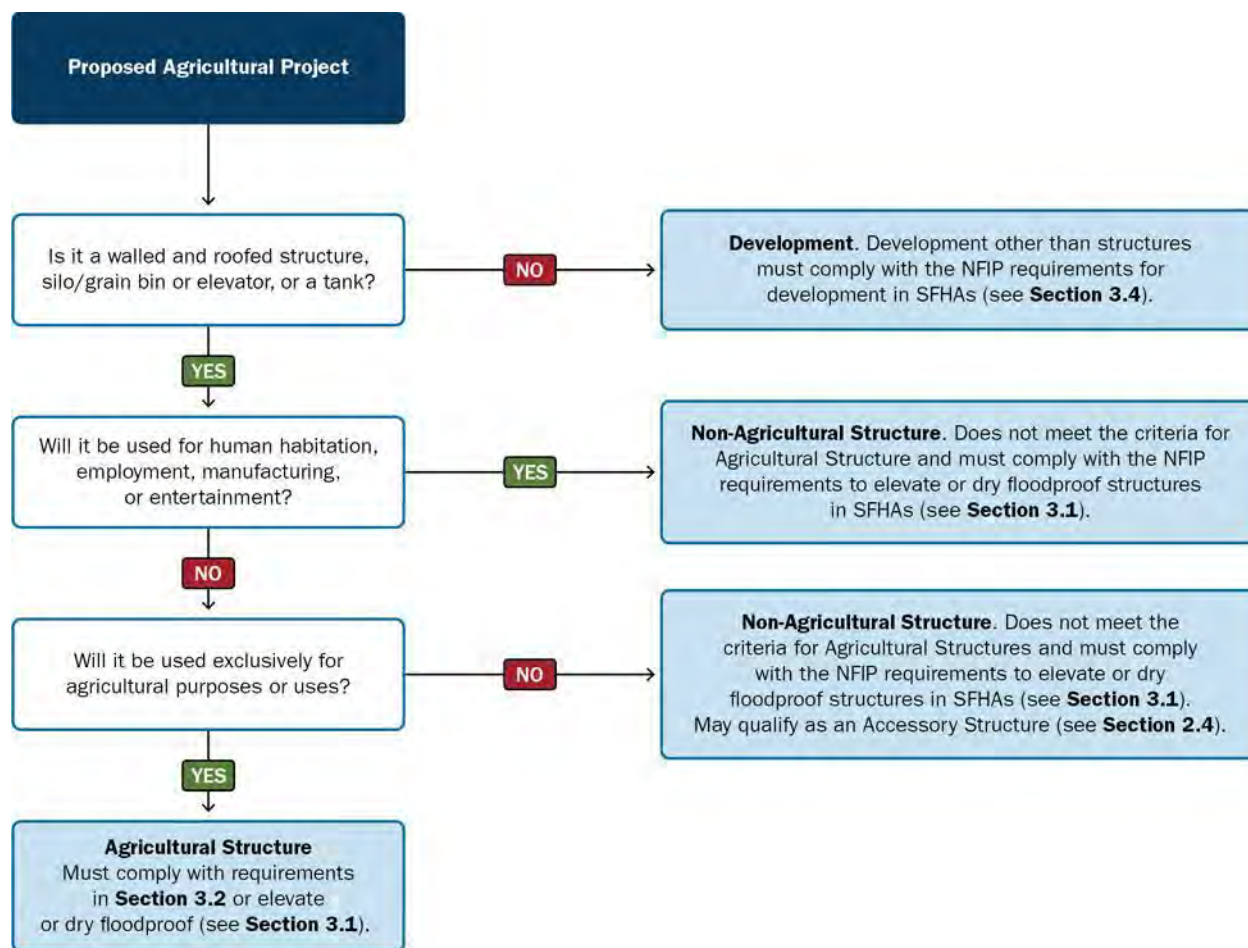 Proposed Agricultural Project
Is it a walled and roofed structure,
silo/grain bin or elevator, or a tank?
NO
Development. Development other than structures
must comply with the NFIP requirements for
development in SFHAs (see Section 3.4).
YES
Will it be used for human habitation,
employment, manufacturing,
or entertainment?
YES
Non-Agricultural Structure. Does not meet the criteria for
Agricultural Structure and must comply with the NFIP
requirements to elevate or dry floodproof structures
in SFHAs (see Section 3.1).
NO
Will it be used exclusively for
agricultural purposes or uses?
NO
Non-Agricultural Structure. Does not meet the
criteria for Agricultural Structures and must comply
with the NFIP requirements to elevate or dry
floodproof structures in SFHAs (see Section 3.1).
May qualify as an Accessory Structure (see Section 2.4).
YES
Agricultural Structure
Must comply with requirements
in Section 3.2 or elevate
or dry floodproof (see Section 3.1).